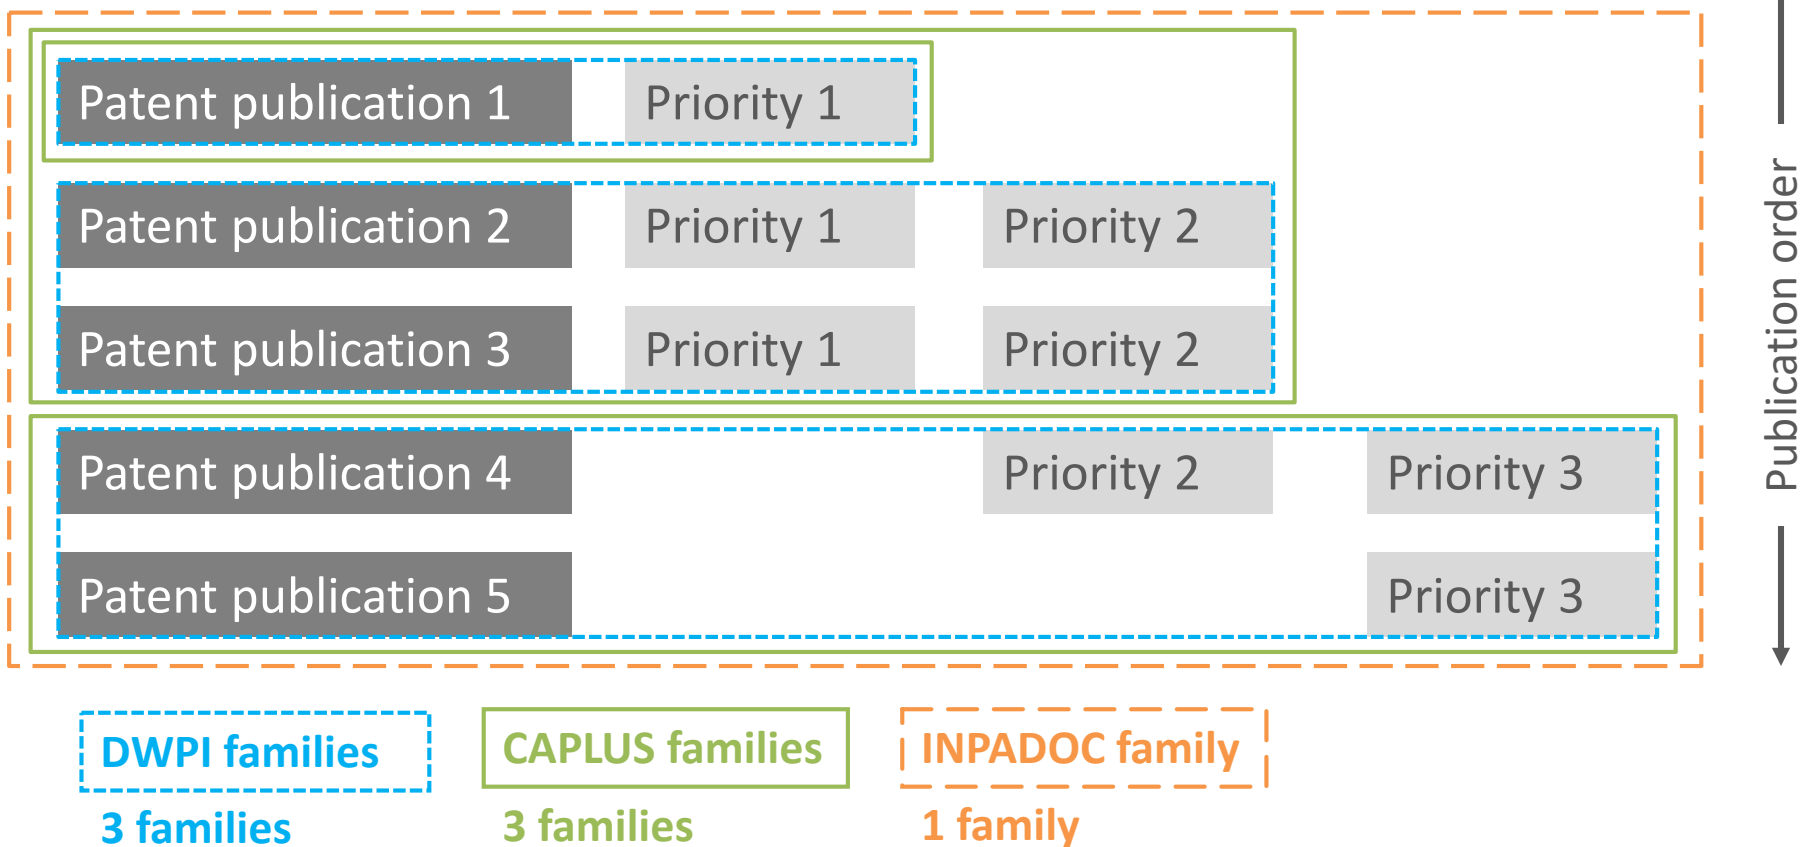 Patent publication 1 Priority 1
Patent publication 2 Priority 1 Priority 2
Patent publication 3 Priority 1 Priority 2
Patent publication 4 Priority 2 Priority 3
Patent publication 5 Priority 3
Publication order
DWPI families CAPLUS families INPADOC family
3 families 3 families 1 family